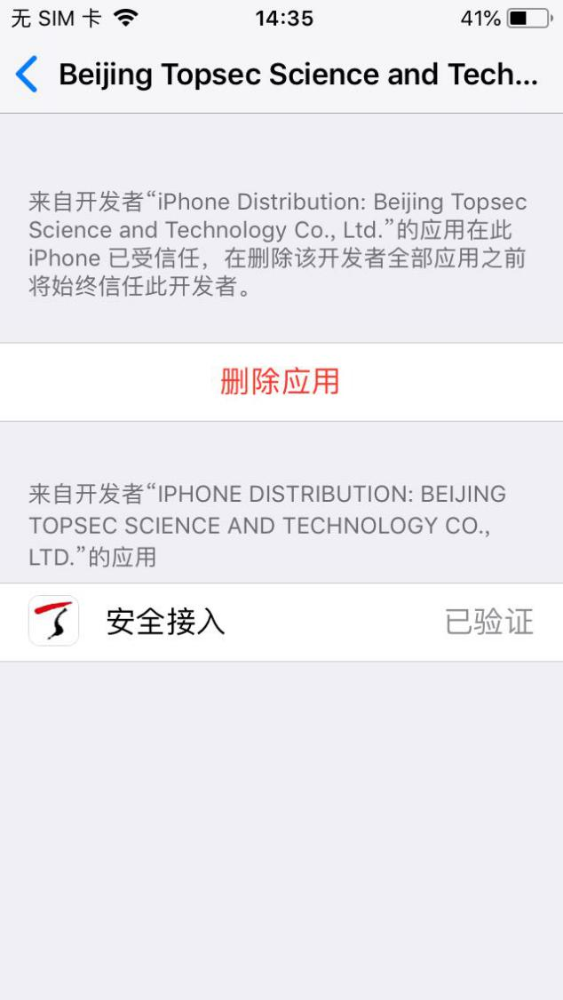 无 SIM 卡 14:35 41%
Beijing Topsec Science and Tech...
来自开发者“iPhone Distribution: Beijing Topsec
Science and Technology Co., Ltd.”的应用在此
iPhone 已受信任，在删除该开发者全部应用之前
将始终信任此开发者。
删除应用
来自开发者“IPHONE DISTRIBUTION: BEIJING
TOPSEC SCIENCE AND TECHNOLOGY CO.,
LTD.”的应用
安全接入 已验证